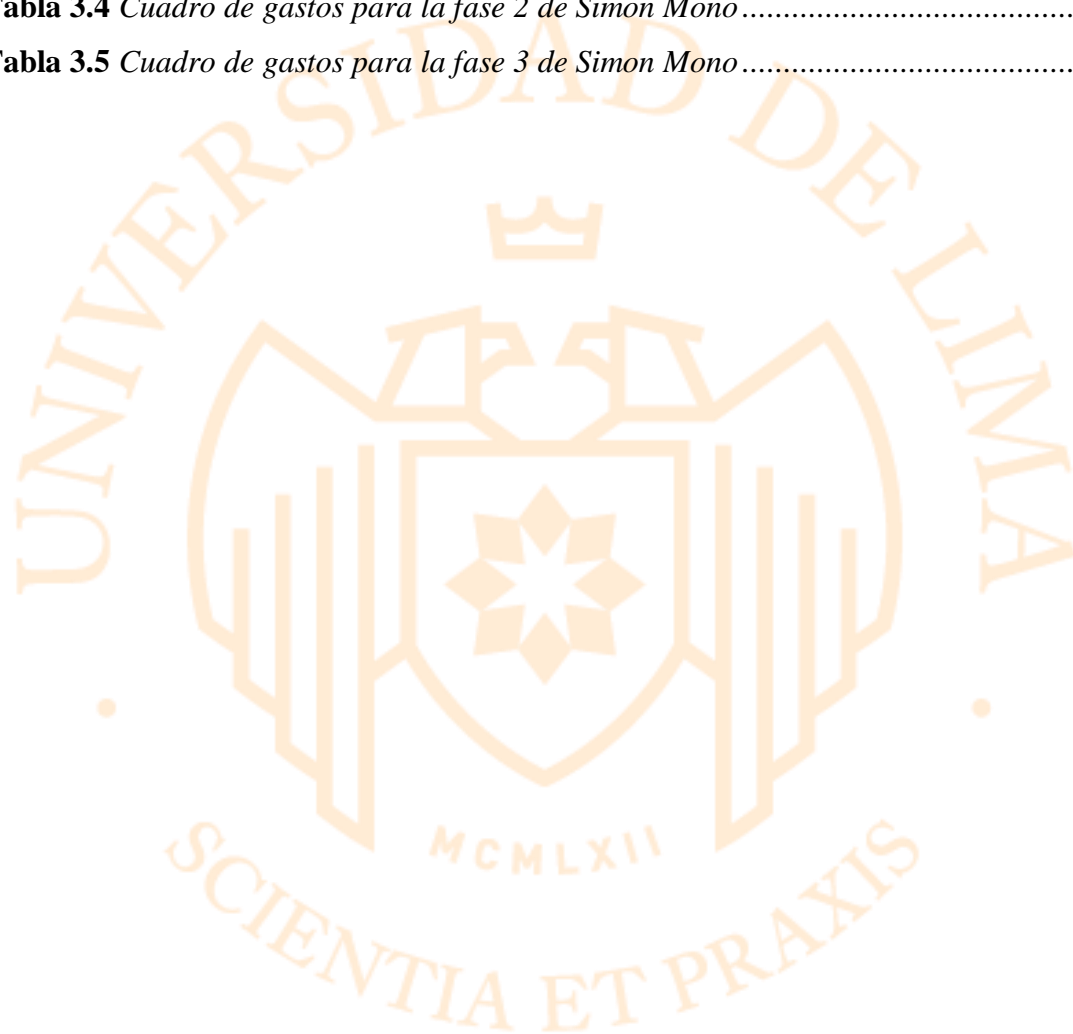 Tabla 3.4 Cuadro de gastos para la fase 2 de Simon Mono....................................
Tabla 3.5 Cuadro de gastos para la fase 3 de Simon Mono....................................
UNIVERSIDAD DE LIMA
MCMLXII
SCIENTIA ET PRAXIS